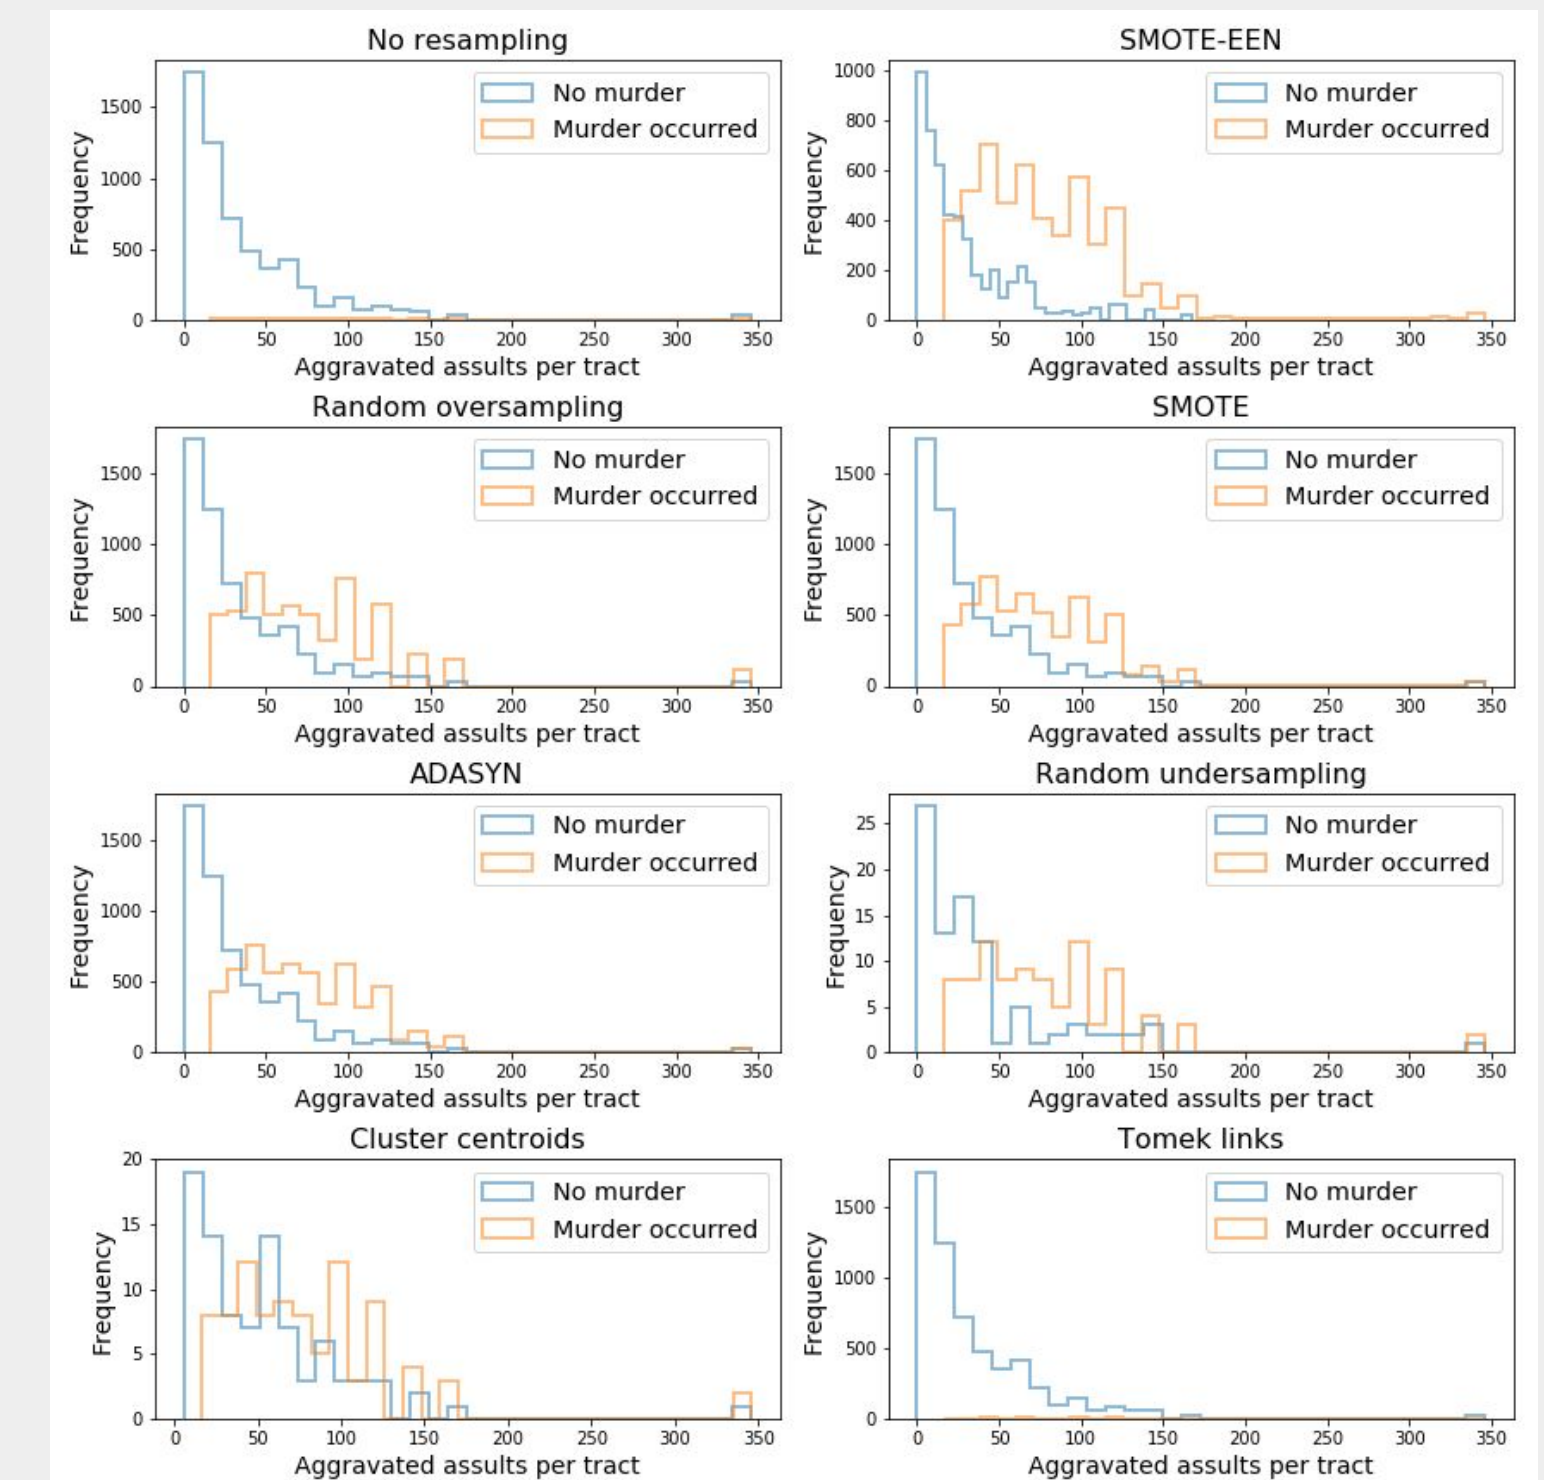 No resampling
No murder
Murder occurred
1500
1000
500
0
Frequency
0 50 100 150 200 250 300 350
Aggravated assults per tract
SMOTE-EEN
No murder
Murder occurred
1000
800
600
400
200
0
Frequency
0 50 100 150 200 250 300 350
Aggravated assults per tract
Random oversampling
No murder
Murder occurred
1500
1000
500
0
Frequency
0 50 100 150 200 250 300 350
Aggravated assults per tract
SMOTE
No murder
Murder occurred
1500
1000
500
0
Frequency
0 50 100 150 200 250 300 350
Aggravated assults per tract
ADASYN
No murder
Murder occurred
1500
1000
500
0
Frequency
0 50 100 150 200 250 300 350
Aggravated assults per tract
Random undersampling
No murder
Murder occurred
25
20
15
10
5
0
Frequency
0 50 100 150 200 250 300 350
Aggravated assults per tract
Cluster centroids
No murder
Murder occurred
20
15
10
5
0
Frequency
0 50 100 150 200 250 300 350
Aggravated assults per tract
Tomek links
No murder
Murder occurred
1500
1000
500
0
Frequency
0 50 100 150 200 250 300 350
Aggravated assults per tract